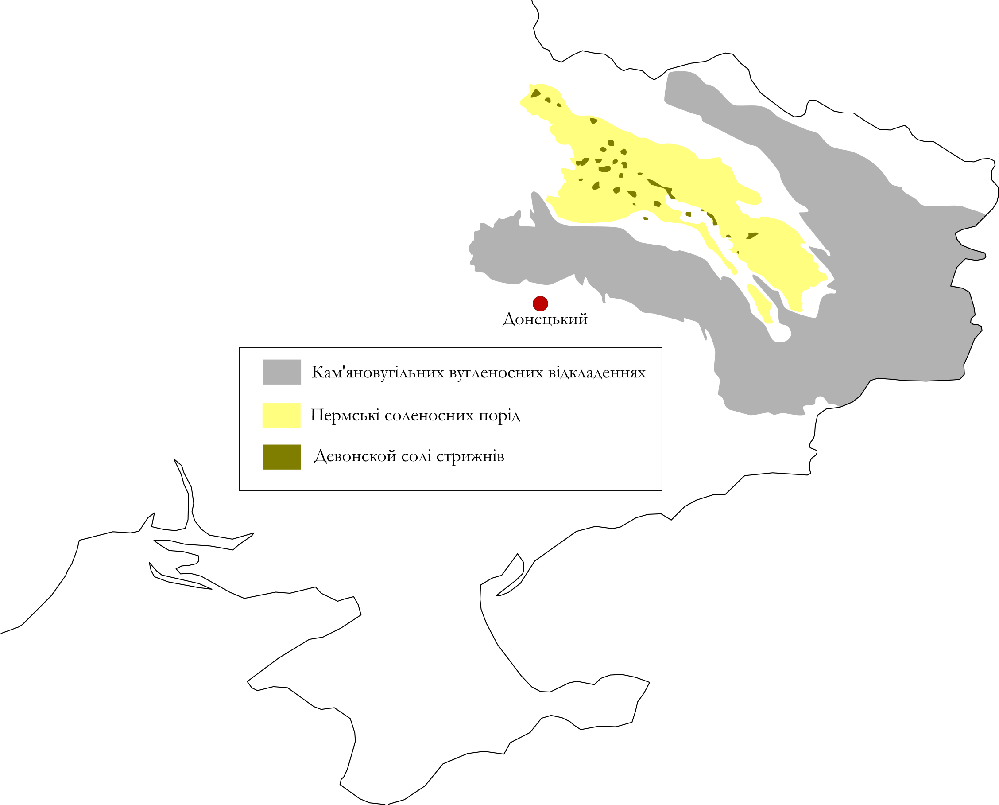 Донецький
Кам'яновугільних вугленосних відкладеннях
Пермські соленосних порід
Девонской солі стрижнів